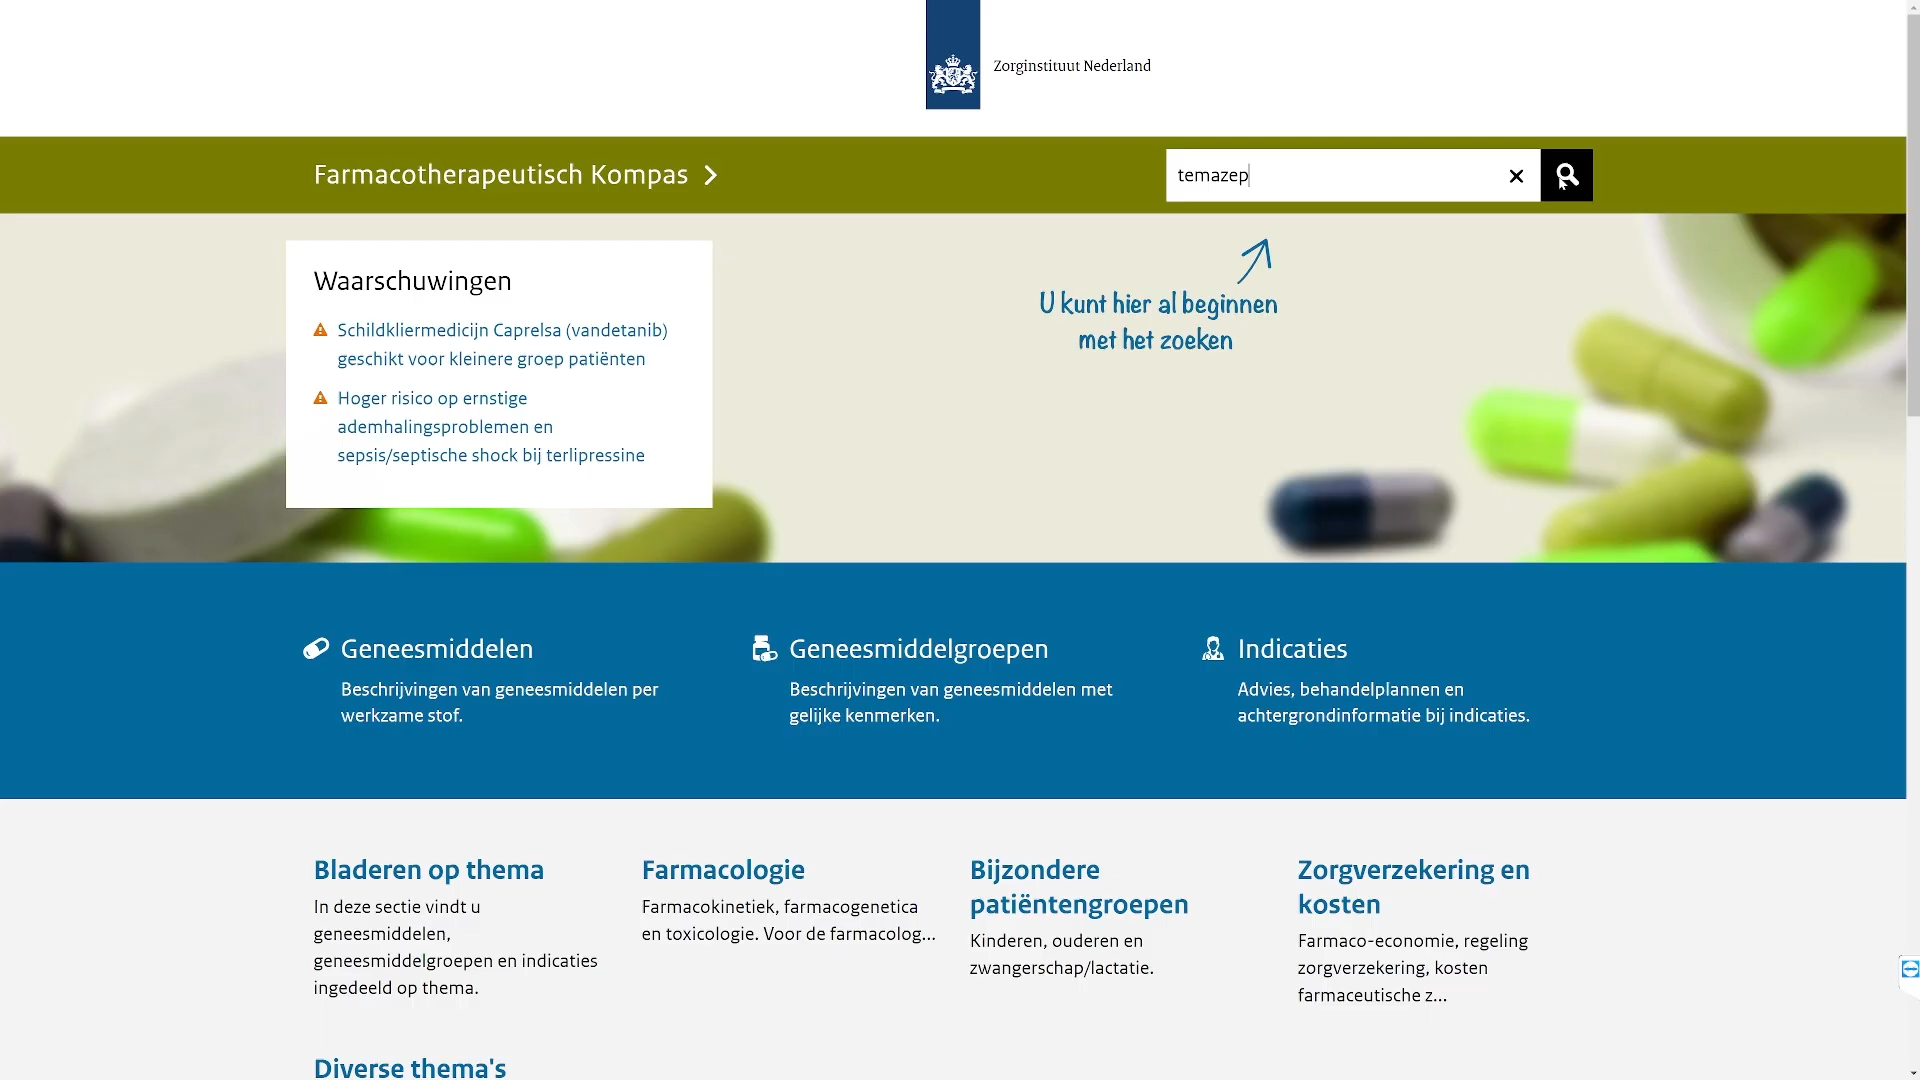 Zorginstituut Nederland
Farmacotherapeutisch Kompas
temazep
Waarschuwingen
Schildkliermedicijn Caprelsa (vandetanib)
geschikt voor kleinere groep patiënten
Hoger risico op ernstige
ademhalingsproblemen en
sepsis/septische shock bij terlipressine
U kunt hier al beginnen
met het zoeken
Geneesmiddelen
Beschrijvingen van geneesmiddelen per
werkzame stof.
Geneesmiddelgroepen
Beschrijvingen van geneesmiddelen met
gelijke kenmerken.
Indicaties
Advies, behandelplannen en
achtergrondinformatie bij indicaties.
Bladeren op thema
In deze sectie vindt u
geneesmiddelen,
geneesmiddelgroepen en indicaties
ingedeeld op thema.
Farmacologie
Farmacokinetiek, farmacogenetica
en toxicologie. Voor de farmacolog...
Bijzondere
patiëntengroepen
Kinderen, ouderen en
zwangerschap/lactatie.
Zorgverzekering en
kosten
Farmaco-economie, regeling
zorgverzekering, kosten
farmaceutische z...
Diverse thema's